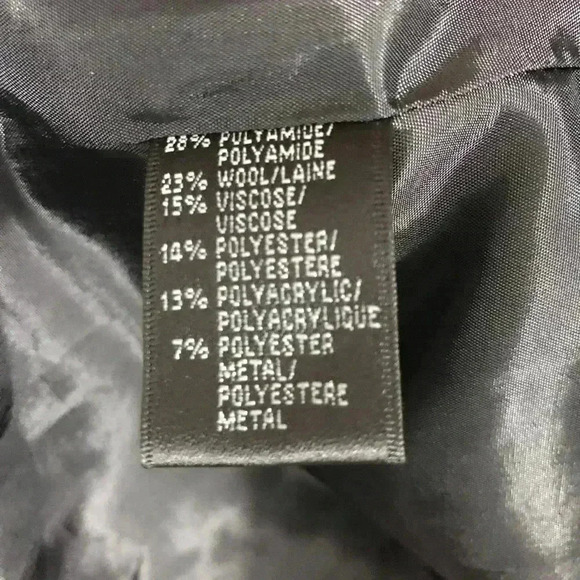 28% POLYAMIDE/
POLYAMIDE
23% WOOL/LAINE
15% VISCOSE/
VISCOSE
14% POLYESTER/
POLYESTERE
13% POLYACRYLIC/
POLYACRYLIQUE
7% POLYESTER
METAL/
POLYESTERE
METAL